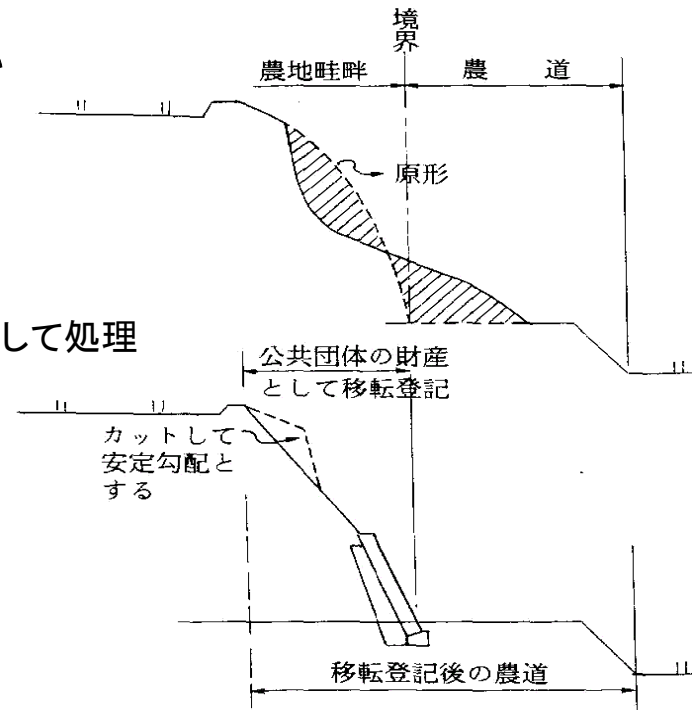 境界
農地畦畔
農 道
原形
して処理
公共団体の財産
として移転登記
カットして
安定勾配と
する
移転登記後の農道